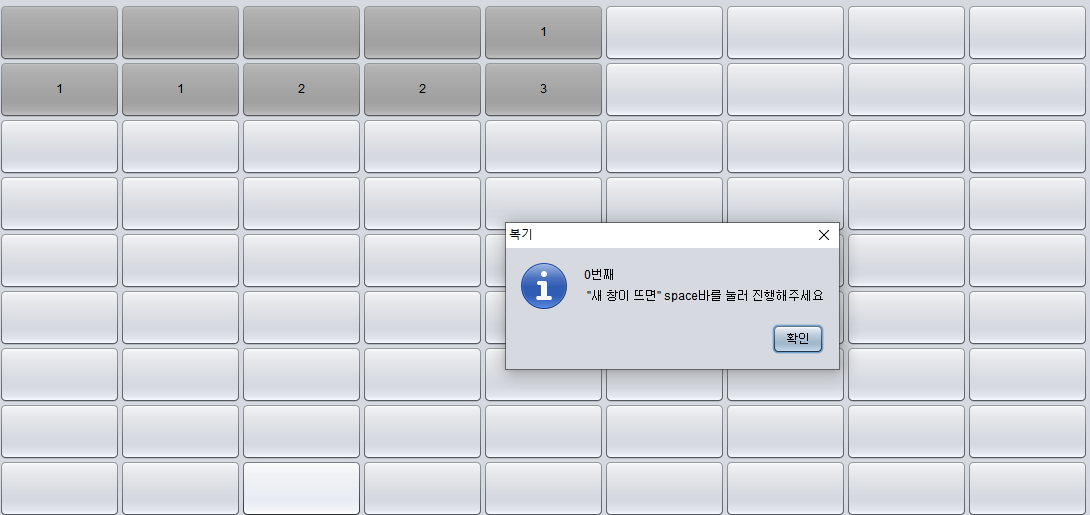 1
1 1 2 2 3
복기
0번째
"새 창이 뜨면" space바를 눌러 진행해주세요
확인